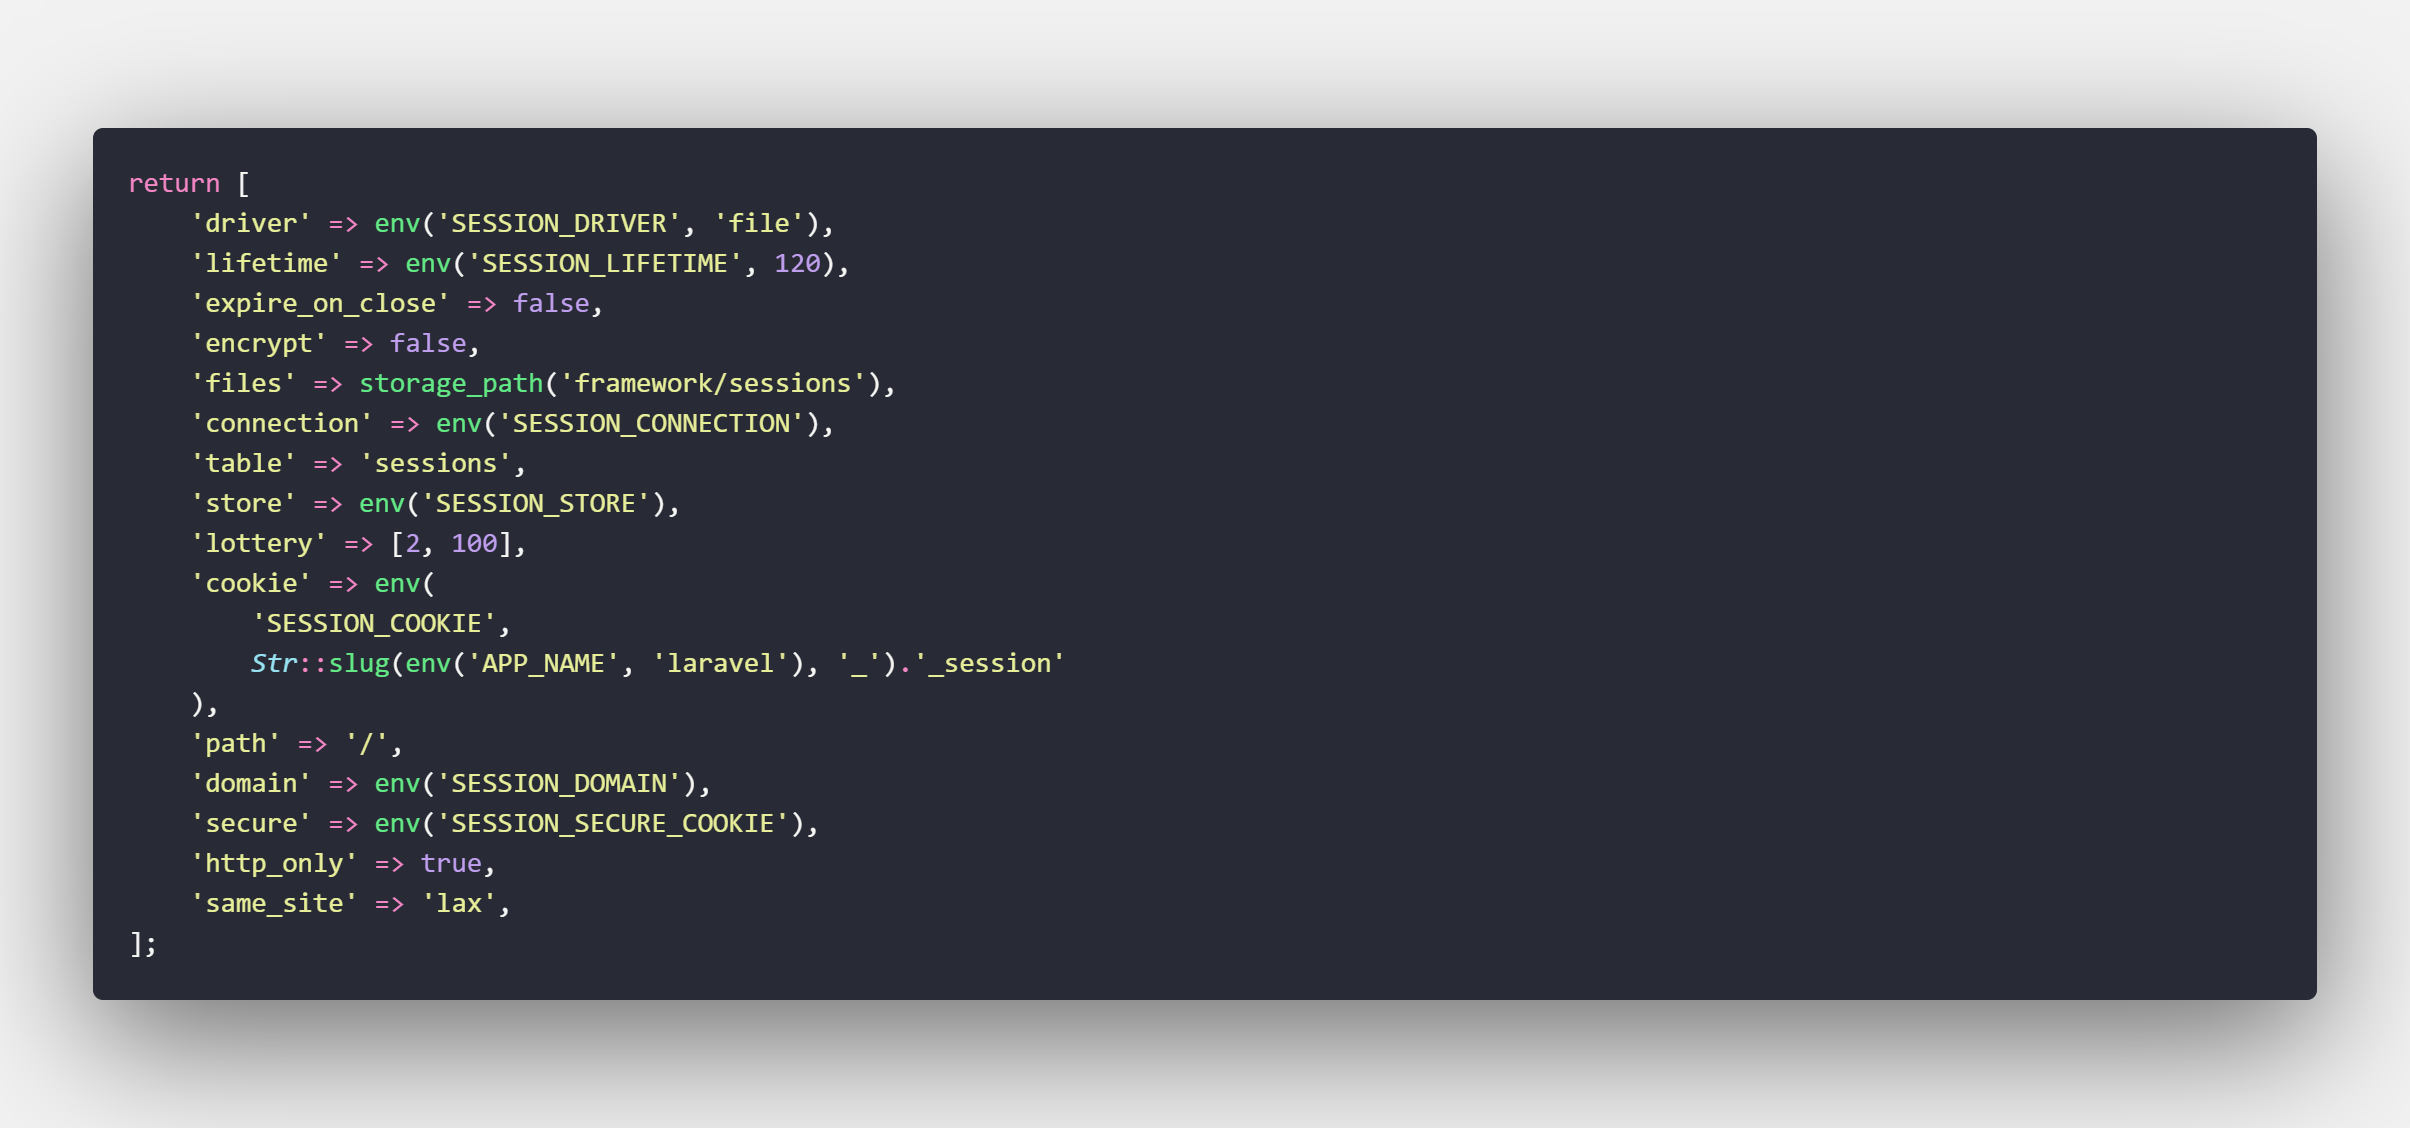 return [
    'driver' => env('SESSION_DRIVER', 'file'),
    'lifetime' => env('SESSION_LIFETIME', 120),
    'expire_on_close' => false,
    'encrypt' => false,
    'files' => storage_path('framework/sessions'),
    'connection' => env('SESSION_CONNECTION'),
    'table' => 'sessions',
    'store' => env('SESSION_STORE'),
    'lottery' => [2, 100],
    'cookie' => env(
        'SESSION_COOKIE',
        Str::slug(env('APP_NAME', 'laravel'), '_').'_session'
    ),
    'path' => '/',
    'domain' => env('SESSION_DOMAIN'),
    'secure' => env('SESSION_SECURE_COOKIE'),
    'http_only' => true,
    'same_site' => 'lax',
];